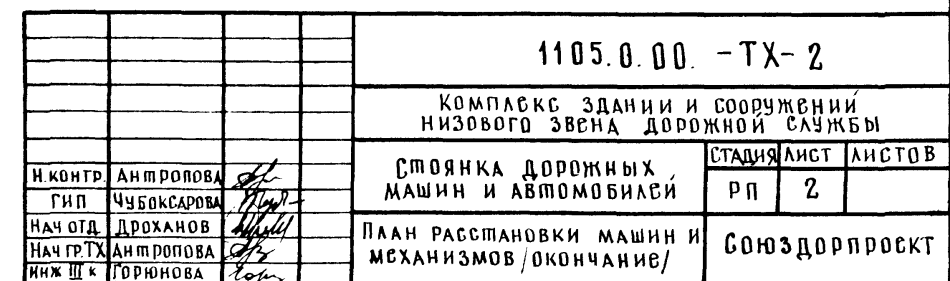 1105.0.00. -ТХ- 2
КОМПЛЕКС ЗДАНИИ И СООРУЖЕНИЙ
НИЗОВОГО ЗВЕНА ДОРОЖНОЙ СЛУЖБЫ
СТОЯНКА ДОРОЖНЫХ
МАШИН И АВТОМОБИЛЕЙ
СТАДИЯ ЛИСТ ЛИСТОВ
РП 2
Н.КОНТР. АНТРОПОВА
ГИП ЧУБОКСАРОВА
НАЧ ОТД. ДРОХАНОВ
НАЧ ГР.ТХ АНТРОПОВА
ИНЖ III К ГОРЮНОВА
ПЛАН РАССТАНОВКИ МАШИН И
МЕХАНИЗМОВ /ОКОНЧАНИЕ/
СОЮЗДОРПРОЕКТ